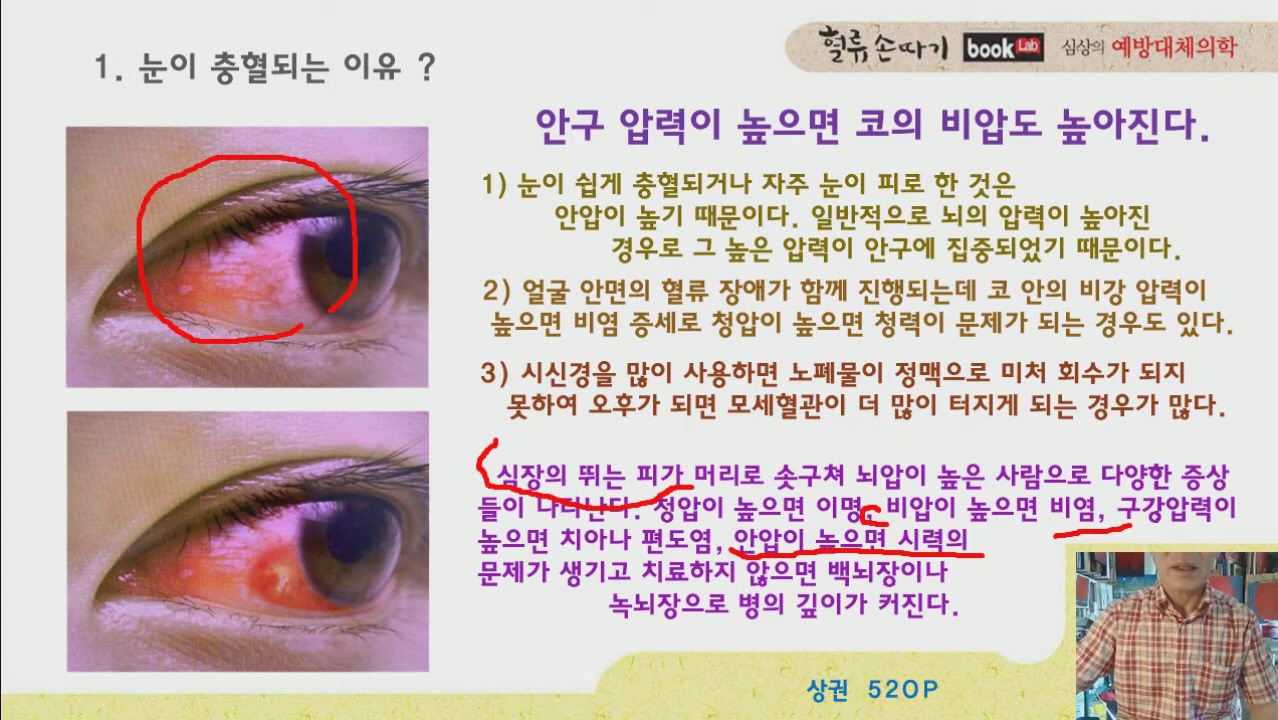 1. 눈이 충혈되는 이유 ?
혈류 손따기 book Lab 심상의 예방대체의학
안구 압력이 높으면 코의 비압도 높아진다.
1) 눈이 쉽게 충혈되거나 자주 눈이 피로 한 것은
안압이 높기 때문이다. 일반적으로 뇌의 압력이 높아진
경우로 그 높은 압력이 안구에 집중되었기 때문이다.
2) 얼굴 안면의 혈류 장애가 함께 진행되는데 코 안의 비강 압력이
높으면 비염 증세로 청압이 높으면 청력이 문제가 되는 경우도 있다.
3) 시신경을 많이 사용하면 노폐물이 정맥으로 미처 회수가 되지
못하여 오후가 되면 모세혈관이 더 많이 터지게 되는 경우가 많다.
심장의 뛰는 피가 머리로 솟구쳐 뇌압이 높은 사람으로 다양한 증상
들이 나타난다. 청압이 높으면 이명, 비압이 높으면 비염, 구강압력이
높으면 치아나 편도염, 안압이 높으면 시력의
문제가 생기고 치료하지 않으면 백뇌장이나
녹뇌장으로 병의 깊이가 커진다.
상권 520P